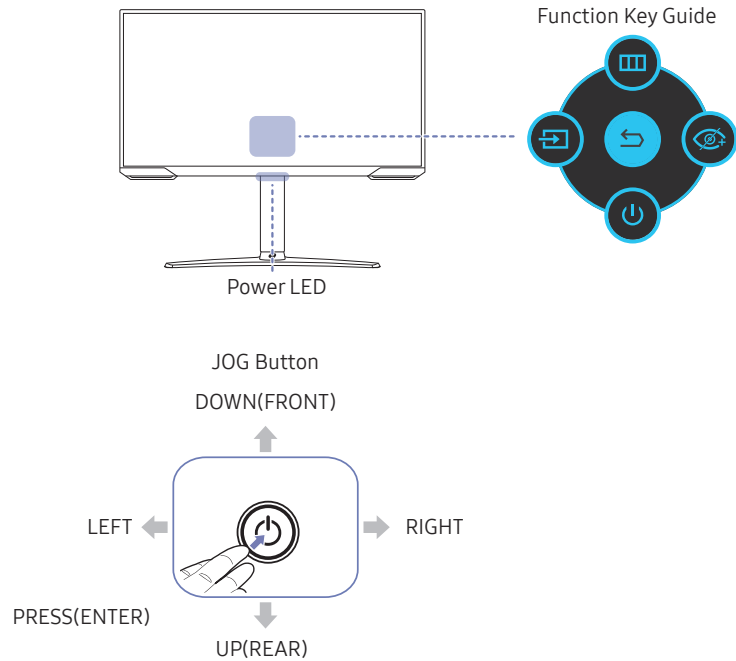 Function Key Guide
Power LED
JOG Button
DOWN(FRONT)
LEFT
RIGHT
PRESS(ENTER)
UP(REAR)